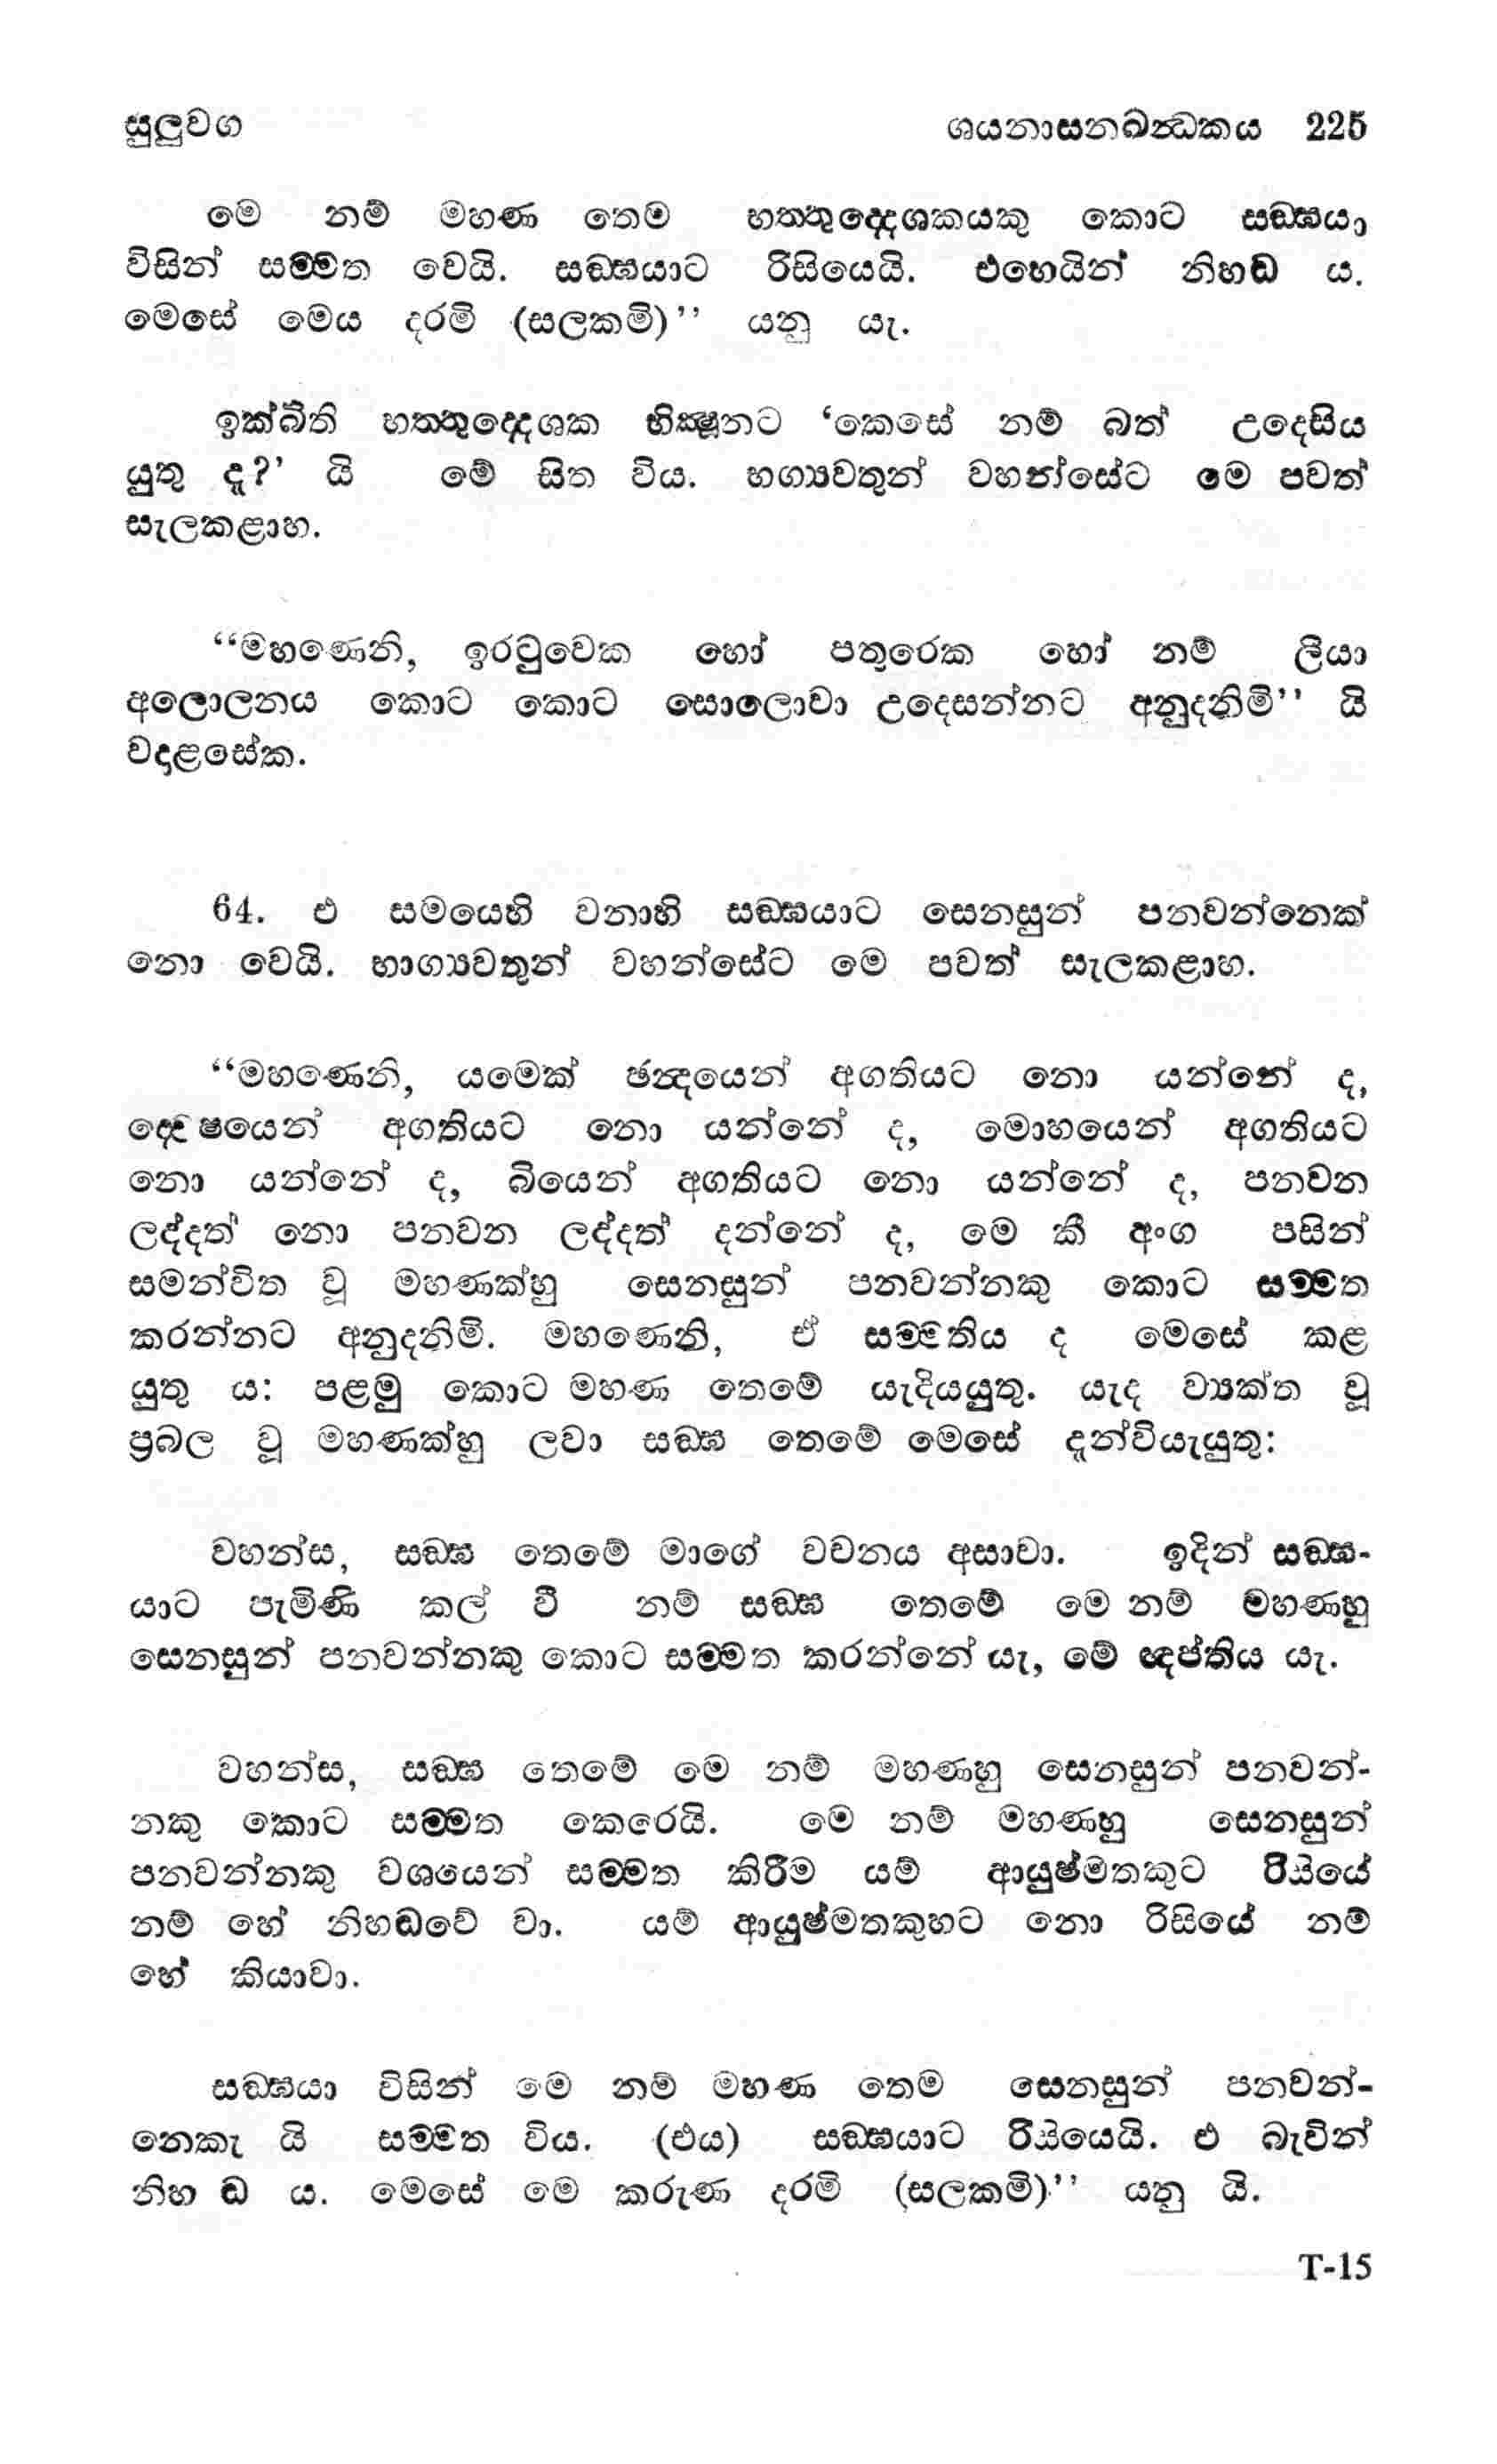 සුලුවග ශයනාසනඛන්‍ධකය 225
මෙ නම් මහණ තෙම භත්‍තුද්‍දෙශකයකු කොට සඞ්ඝයා
විසින් සම්‍මත වෙයි. සඞ්ඝයාට රිසියෙයි. එහෙයින් නිහඬ ය.
මෙසේ මෙය දරමි (සලකමි)’’ යනු යැ.
ඉක්බිති භත්‍තුද්‍දෙශක භික්‍ෂූනට ‘කෙසේ නම් බත් උදෙසිය
යුතු දැ?’ යි මේ සිත විය. භග්‍යවතුන් වහන්සේට මෙ පවත්
සැලකළාහ.
‘‘මහණෙනි, ඉරටුවෙක හෝ පතුරෙක හෝ නම් ලියා
අලොලනය කොට කොට සොලොවා උදෙසන්නට අනුදනිමි’’ යි
වදාළසේක.
64. එ සමයෙහි වනාහි සඞ්ඝයාට සෙනසුන් පනවන්නෙක්
නො වෙයි. භාග්‍යවතුන් වහන්සේට මෙ පවත් සැලකළාහ.
‘‘මහණෙනි, යමෙක් ඡන්‍දයෙන් අගතියට නො යන්නේ ද,
ද්‍වෙෂයෙන් අගතියට නො යන්නේ ද, මොහයෙන් අගතියට
නො යන්නේ ද, බියෙන් අගතියට නො යන්නේ ද, පනවන
ලද්දත් නො පනවන ලද්දත් දන්නේ ද, මෙ කී අංග පසින්
සමන්විත වූ මහණක්හු සෙනසුන් පනවන්නකු කොට සම්‍මත
කරන්නට අනුදනිමි. මහණෙනි, ඒ සම්‍මතිය ද මෙසේ කළ
යුතු ය: පළමු කොට මහණ තෙමේ යැදියයුතු. යැද ව්‍යක්ත වූ
ප්‍රබල වූ මහණක්හු ලවා සඞ්ඝ තෙමේ මෙසේ දැන්වියැයුතු:
වහන්ස, සඞ්ඝ තෙමේ මාගේ වචනය අසාවා. ඉදින් සඞ්ඝ-
යාට පැමිණි කල් වී නම් සඞ්ඝ තෙමේ මෙ නම් මහණහු
සෙනසුන් පනවන්නකු කොට සම්‍මත කරන්නේ යැ, මේ ඥප්තිය යැ.
වහන්ස, සඞ්ඝ තෙමේ මෙ නම් මහණහු සෙනසුන් පනවන්-
නකු කොට සම්‍මත කෙරෙයි. මෙ නම් මහණහු සෙනසුන්
පනවන්නකු වශයෙන් සම්‍මත කිරීම යම් ආයුෂ්මතකුට රිසියේ
නම් හේ නිහඬවේ වා. යම් ආයුෂ්මතකුහට නො රිසියේ නම්
හේ කියාවා.
සඞ්ඝයා විසින් මෙ නම් මහණ තෙම සෙනසුන් පනවන්-
නෙකැ යි සම්‍මත විය. (එය) සඞ්ඝයාට රිසියෙයි. එ බැවින්
නිහ ඬ ය. මෙසේ මෙ කරුණ දරමි (සලකමි)’’ යනු යි.
T-15